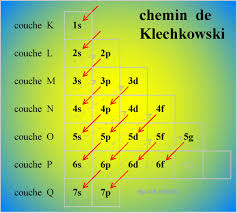 chemin de
Klechkowski
couche K 1s
couche L 2s 2p
couche M 3s 3p 3d
couche N 4s 4p 4d 4f
couche O 5s 5p 5d 5f 5g
couche P 6s 6p 6d 6f
couche Q 7s 7p